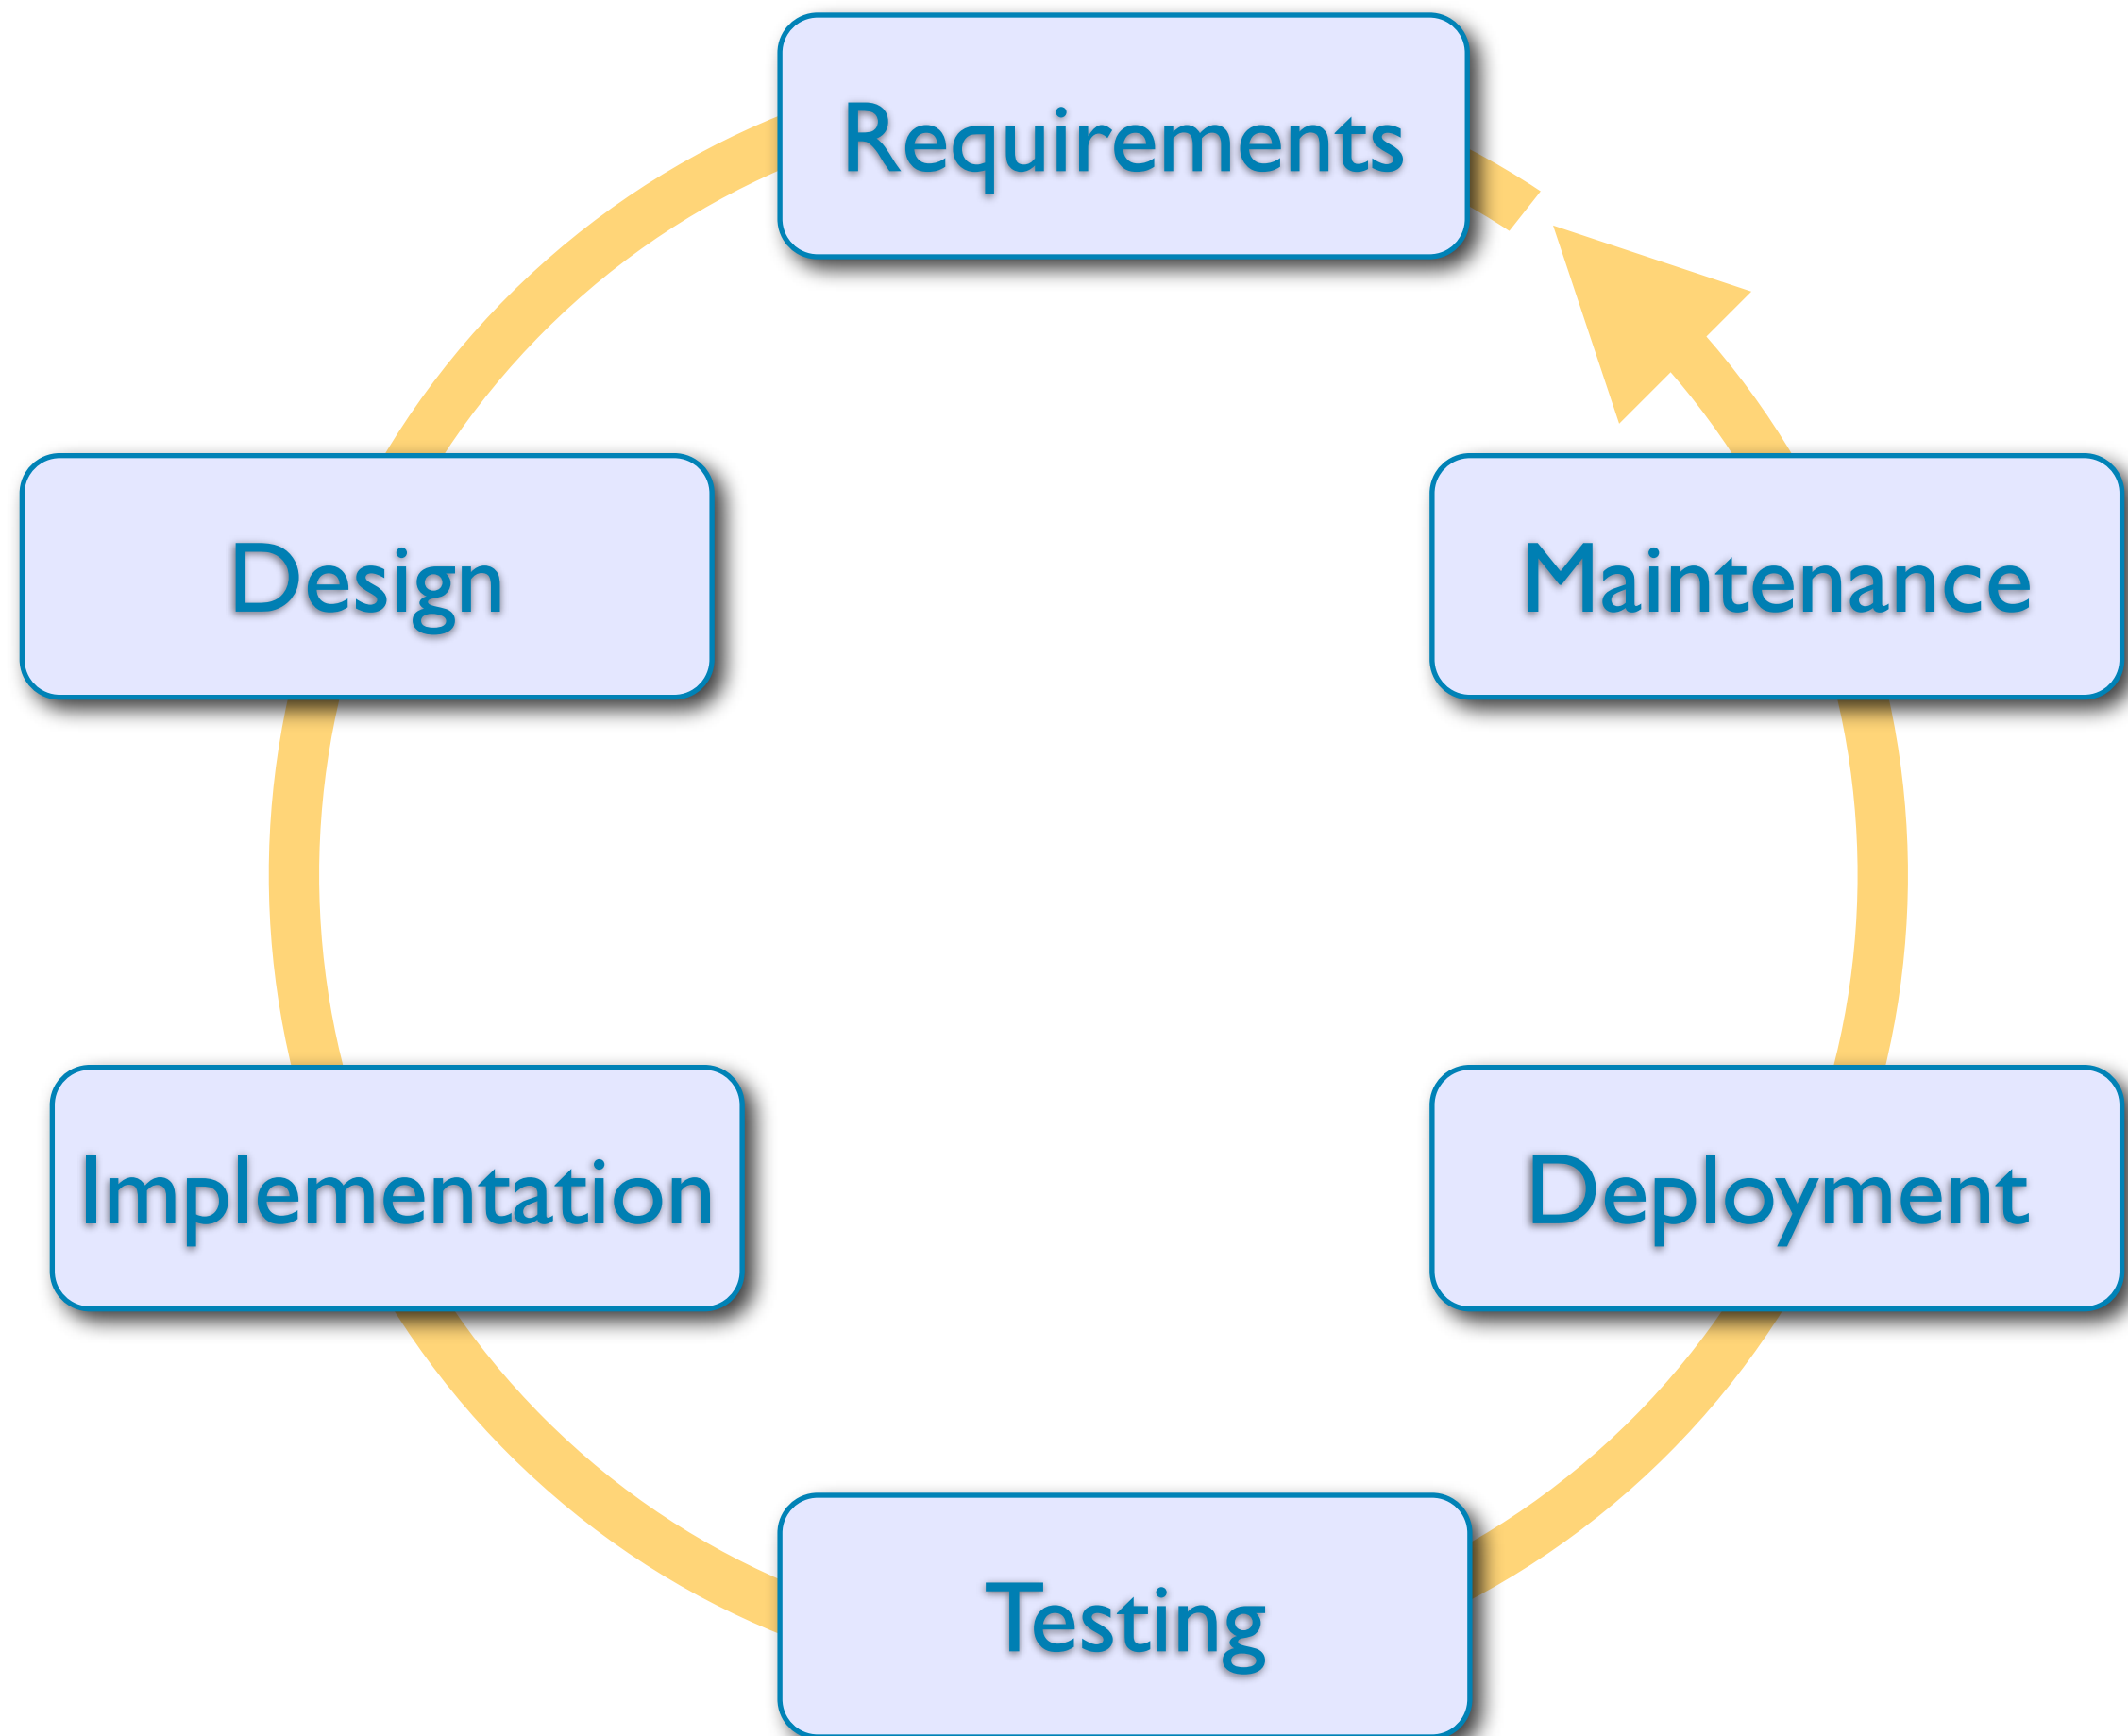 Requirements
Design
Maintenance
Implementation
Deployment
Testing